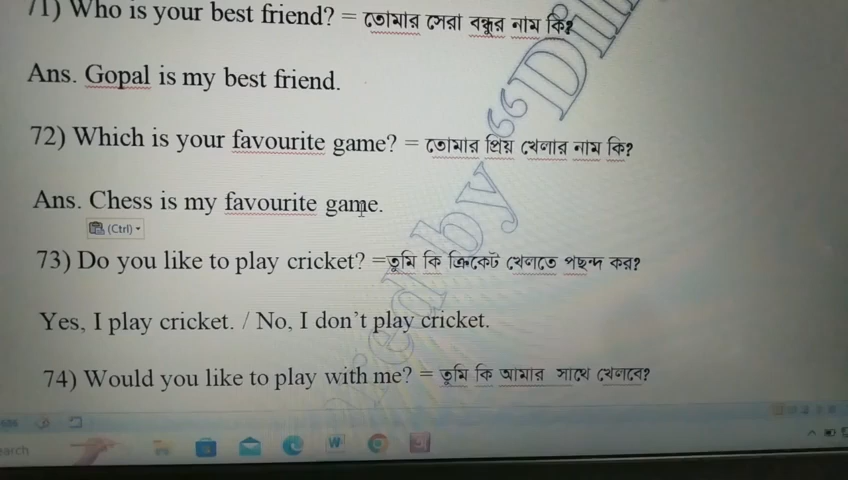 71) Who is your best friend? = তোমার সেরা বন্ধুর নাম কি?
Ans. Gopal is my best friend.
72) Which is your favourite game? = তোমার প্রিয় খেলার নাম কি?
Ans. Chess is my favourite game.
(Ctrl)
73) Do you like to play cricket? =তুমি কি ক্রিকেট খেলতে পছন্দ কর?
Yes, I play cricket. / No, I don't play cricket.
74) Would you like to play with me? = তুমি কি আমার সাথে খেলবে?